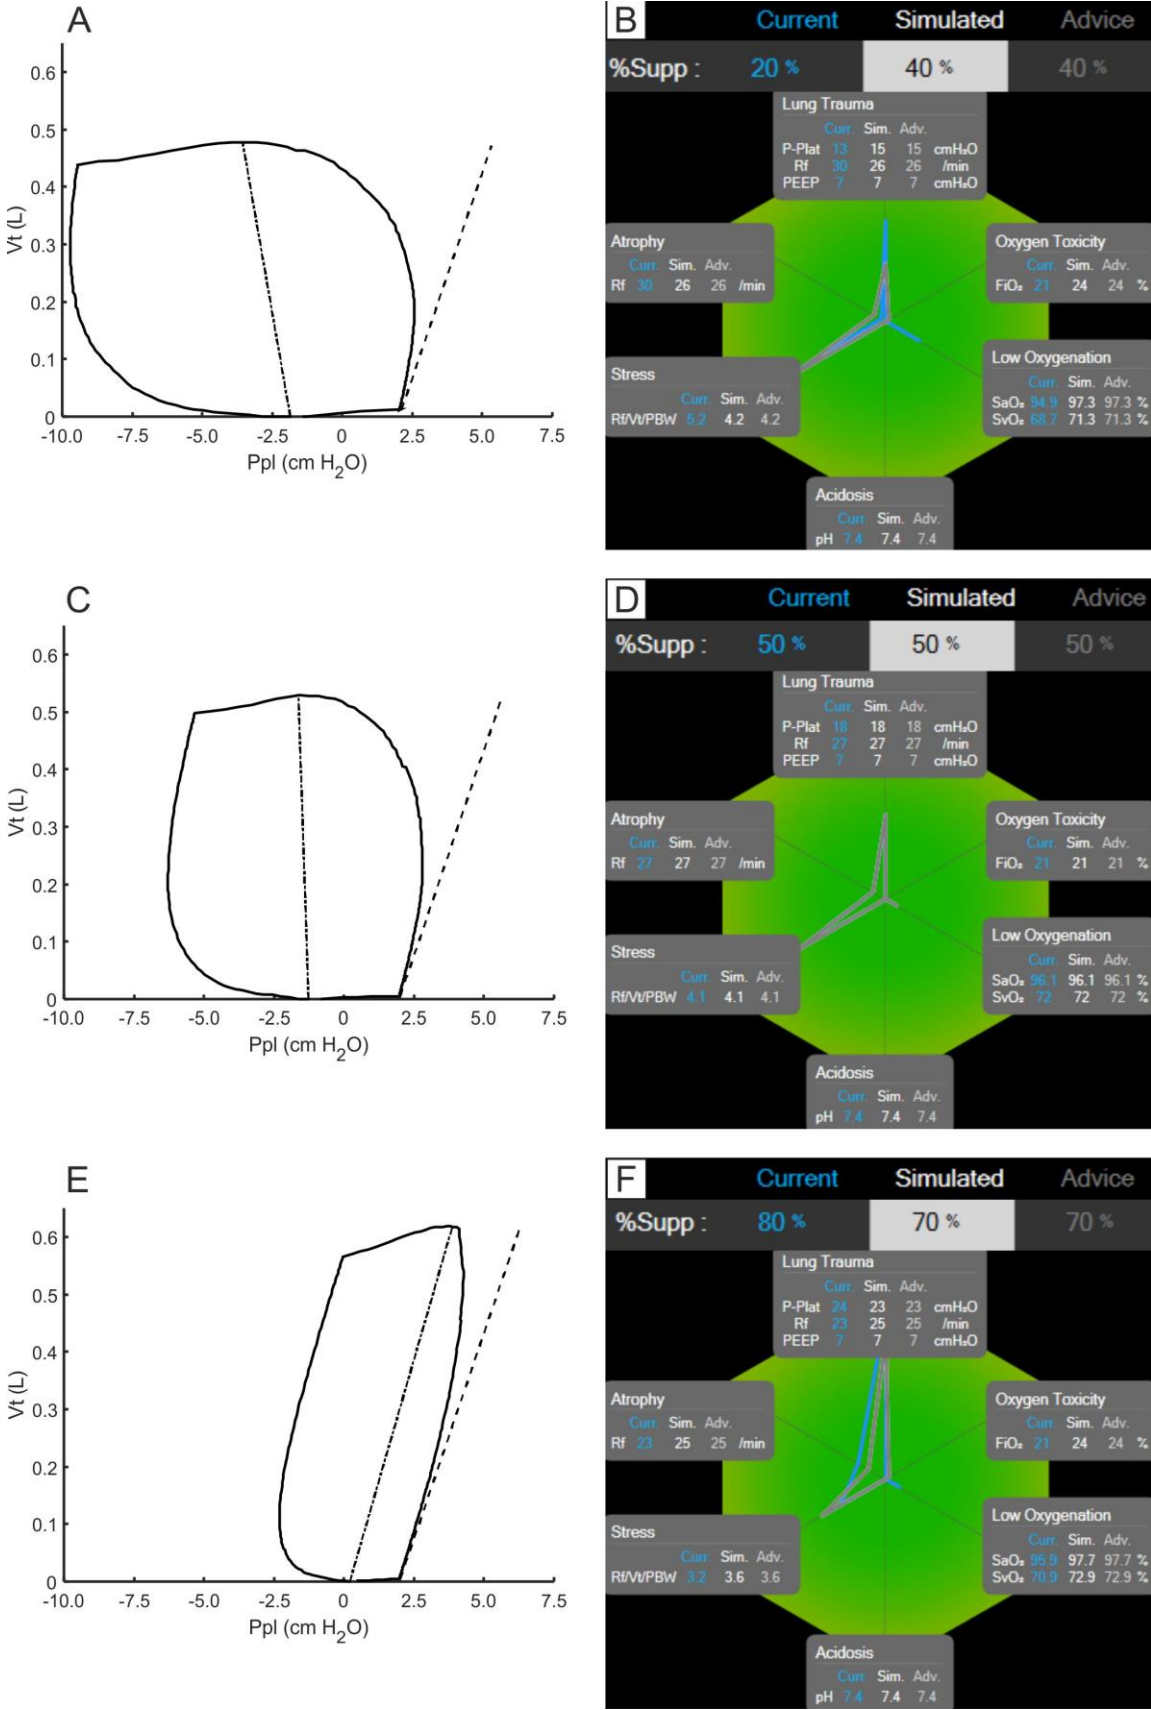 A
0.6
0.5
0.4
0.3
0.2
0.1
0
Vt (L)
-10.0 -7.5 -5.0 -2.5 0 2.5 5.0 7.5
Ppl (cm H₂O)
B Current Simulated Advice
%Supp : 20 % 40 % 40 %
Lung Trauma
Curr. Sim. Adv.
P-Plat 13 15 15 cmH₂O
Rf 30 26 26 /min
PEEP 7 7 7 cmH₂O
Atrophy
Curr. Sim. Adv.
Rf 30 26 26 /min
Oxygen Toxicity
Curr. Sim. Adv.
FiO₂ 21 24 24 %
Stress
Curr. Sim. Adv.
Rf/Vt/PBW 5.2 4.2 4.2
Low Oxygenation
Curr. Sim. Adv.
SaO₂ 94.9 97.3 97.3 %
SvO₂ 68.7 71.3 71.3 %
Acidosis
Curr. Sim. Adv.
pH 7.4 7.4 7.4
C
0.6
0.5
0.4
0.3
0.2
0.1
0
Vt (L)
-10.0 -7.5 -5.0 -2.5 0 2.5 5.0 7.5
Ppl (cm H₂O)
D Current Simulated Advice
%Supp : 50 % 50 % 50 %
Lung Trauma
Curr. Sim. Adv.
P-Plat 18 18 18 cmH₂O
Rf 27 27 27 /min
PEEP 7 7 7 cmH₂O
Atrophy
Curr. Sim. Adv.
Rf 27 27 27 /min
Oxygen Toxicity
Curr. Sim. Adv.
FiO₂ 21 21 21 %
Stress
Curr. Sim. Adv.
Rf/Vt/PBW 4.1 4.1 4.1
Low Oxygenation
Curr. Sim. Adv.
SaO₂ 96.1 96.1 96.1 %
SvO₂ 72 72 72 %
Acidosis
Curr. Sim. Adv.
pH 7.4 7.4 7.4
E
0.6
0.5
0.4
0.3
0.2
0.1
0
Vt (L)
-10.0 -7.5 -5.0 -2.5 0 2.5 5.0 7.5
Ppl (cm H₂O)
F Current Simulated Advice
%Supp : 80 % 70 % 70 %
Lung Trauma
Curr. Sim. Adv.
P-Plat 24 23 23 cmH₂O
Rf 23 25 25 /min
PEEP 7 7 7 cmH₂O
Atrophy
Curr. Sim. Adv.
Rf 23 25 25 /min
Oxygen Toxicity
Curr. Sim. Adv.
FiO₂ 21 24 24 %
Stress
Curr. Sim. Adv.
Rf/Vt/PBW 3.2 3.6 3.6
Low Oxygenation
Curr. Sim. Adv.
SaO₂ 95.9 97.7 97.7 %
SvO₂ 70.9 72.9 72.9 %
Acidosis
Curr. Sim. Adv.
pH 7.4 7.4 7.4